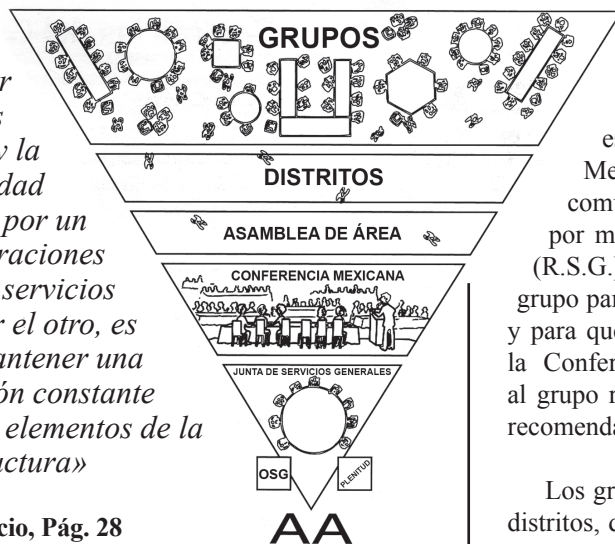 r
s
y la
dad
por un
raciones
servicios
r el otro, es
antener una
ón constante
elementos de la
uctura»
cio, Pág. 28
GRUPOS
DISTRITOS
ASAMBLEA DE ÁREA
CONFERENCIA MEXICANA
JUNTA DE SERVICIOS GENERALES
OSG
PLENITUD
AA
e
Me
com
por m
(R.S.G.)
grupo par
y para que
la Confer
al grupo
recomenda
Los gr
distritos, c